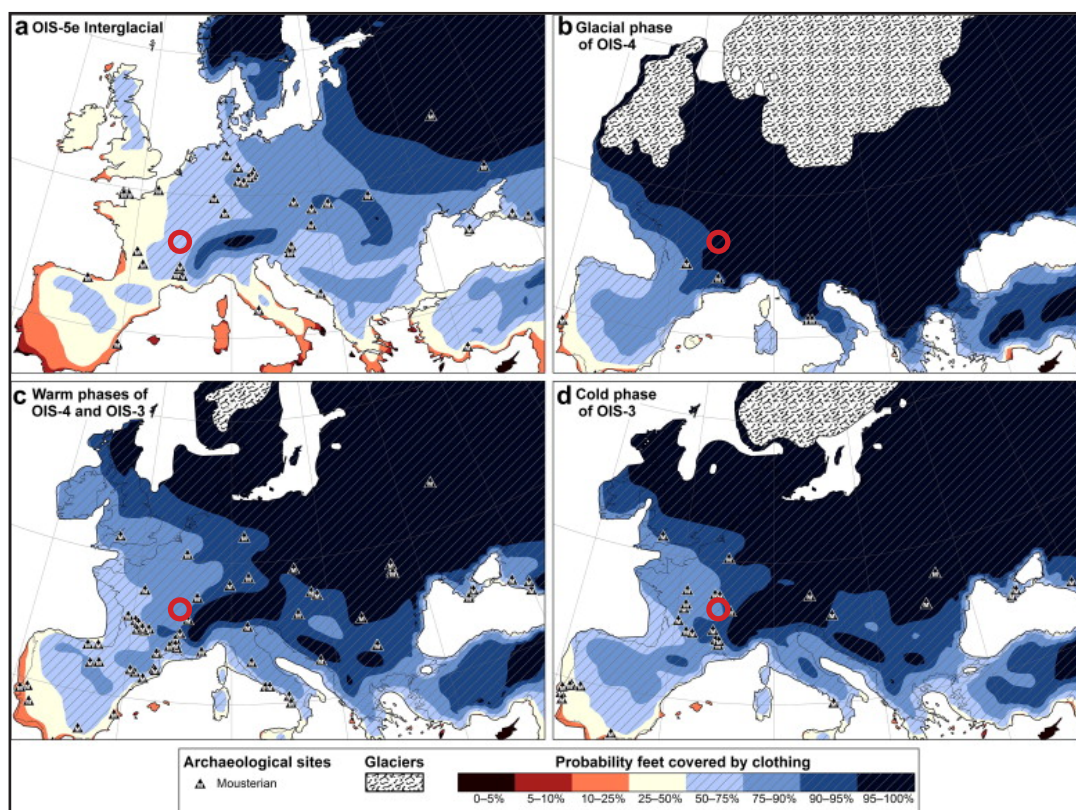 a OIS-5e Interglacial
b Glacial phase
of OIS-4
c Warm phases of
OIS-4 and OIS-3
d Cold phase
of OIS-3
Archaeological sites
Mousterian
Glaciers
Probability feet covered by clothing
0–5% 5–10% 10–25% 25–50% 50–75% 75–90% 90–95% 95–100%